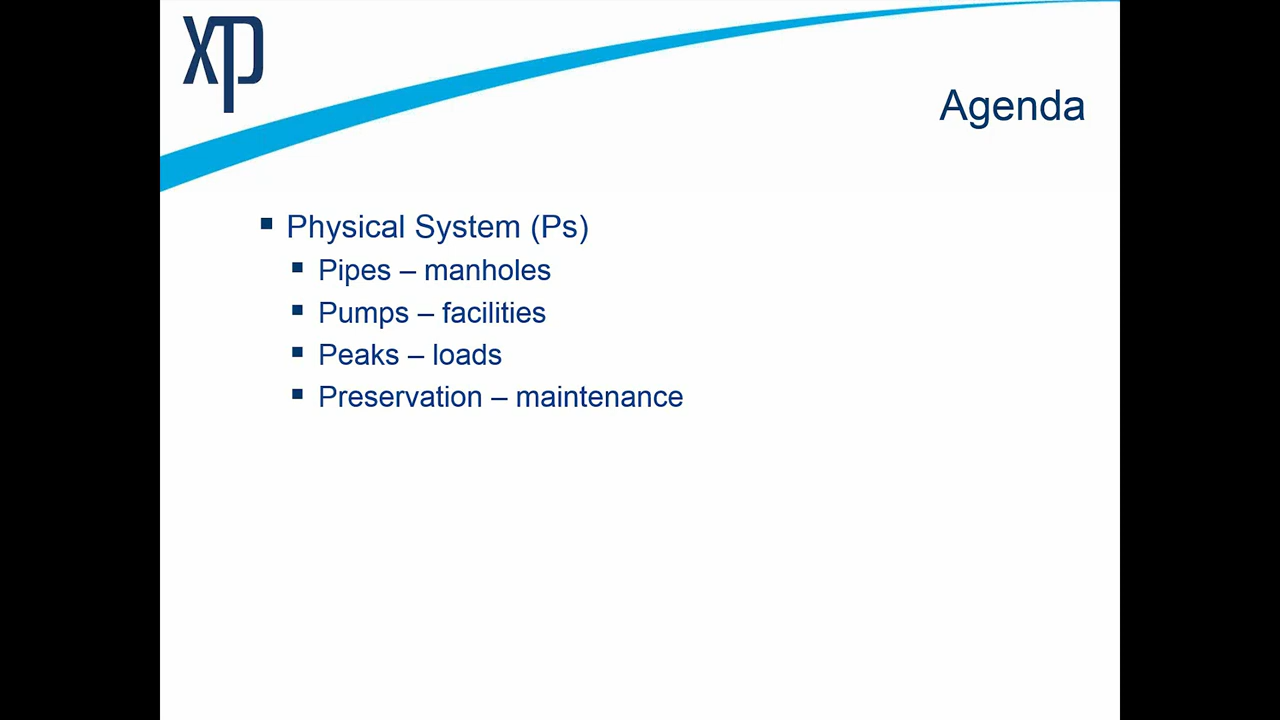 xp
Agenda
Physical System (Ps)
Pipes – manholes
Pumps – facilities
Peaks – loads
Preservation – maintenance